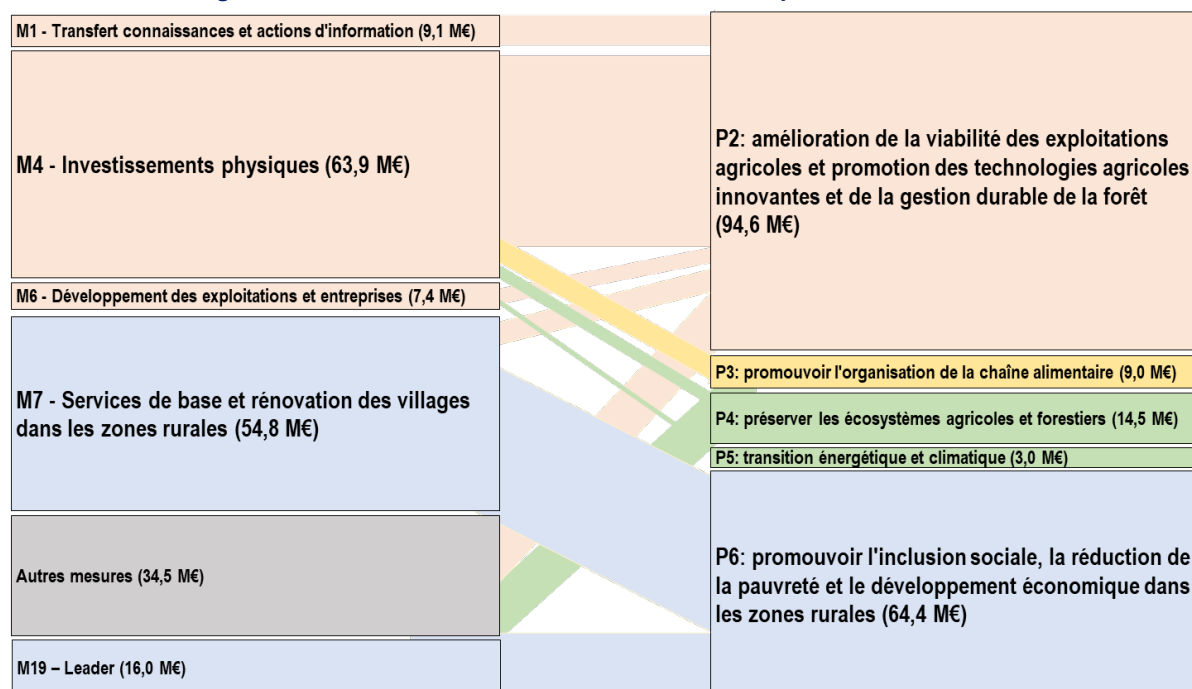 M1 - Transfert connaissances et actions d'information (9,1 M€)
M4 - Investissements physiques (63,9 M€)
M6 - Développement des exploitations et entreprises (7,4 M€)
M7 - Services de base et rénovation des villages
dans les zones rurales (54,8 M€)
Autres mesures (34,5 M€)
M19 – Leader (16,0 M€)
P2: amélioration de la viabilité des exploitations
agricoles et promotion des technologies agricoles
innovantes et de la gestion durable de la forêt
(94,6 M€)
P3: promouvoir l'organisation de la chaîne alimentaire (9,0 M€)
P4: préserver les écosystèmes agricoles et forestiers (14,5 M€)
P5: transition énergétique et climatique (3,0 M€)
P6: promouvoir l'inclusion sociale, la réduction de
la pauvreté et le développement économique dans
les zones rurales (64,4 M€)